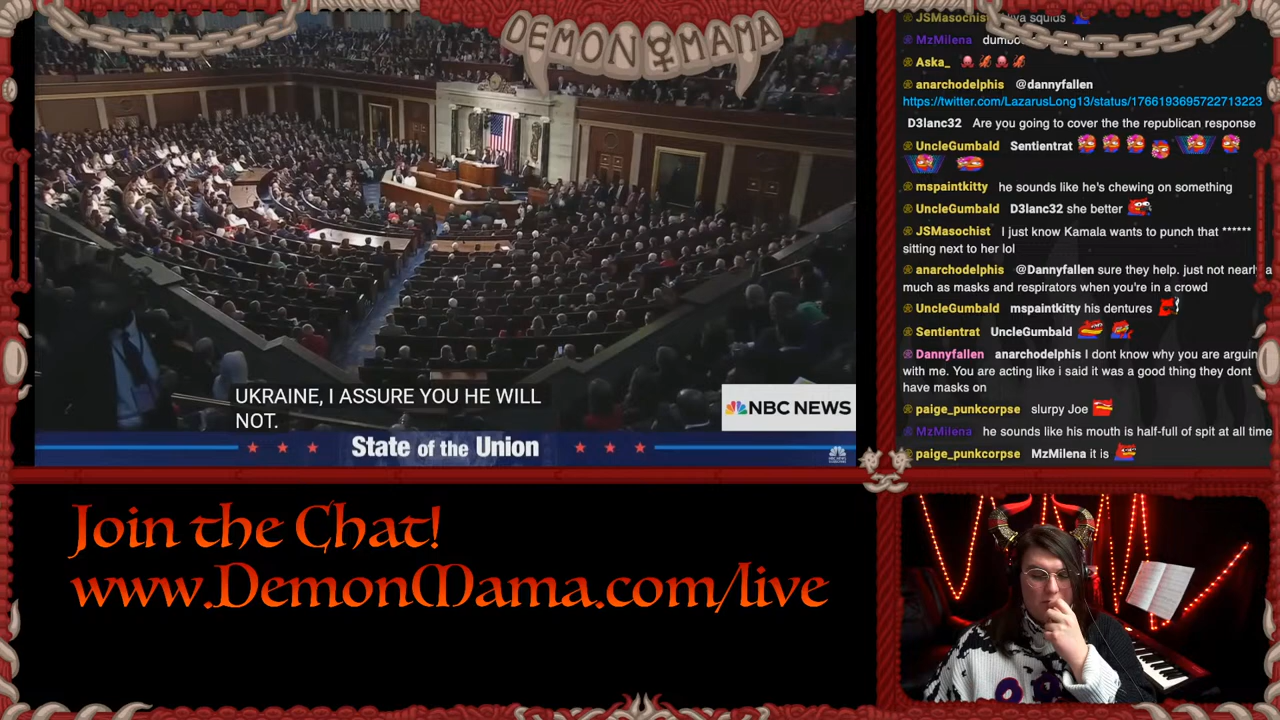 DEMON MAMA
UKRAINE, I ASSURE YOU HE WILL
NOT.
NBC NEWS
State of the Union
Join the Chat!
www.DemonMama.com/live
JSMasochist squids
MzMilena
Aska_
anarchodelphis @dannyfallen
https://twitter.com/LazarusLong13/status/1766193695722713223
D3lanc32 Are you going to cover the the republican response
UncleGumbald Sentientrat
mspaintkitty he sounds like he's chewing on something
UncleGumbald D3lanc32 she better
JSMasochist I just know Kamala wants to punch that ******
sitting next to her lol
anarchodelphis @Dannyfallen sure they help. just not nearly a
much as masks and respirators when you're in a crowd
UncleGumbald mspaintkitty his dentures
Sentientrat UncleGumbald
Dannyfallen anarchodelphis I dont know why you are arguin
with me. You are acting like i said it was a good thing they dont
have masks on
paige_punkcorpse slurpy Joe
MzMilena he sounds like his mouth is half-full of spit at all time
paige_punkcorpse MzMilena it is